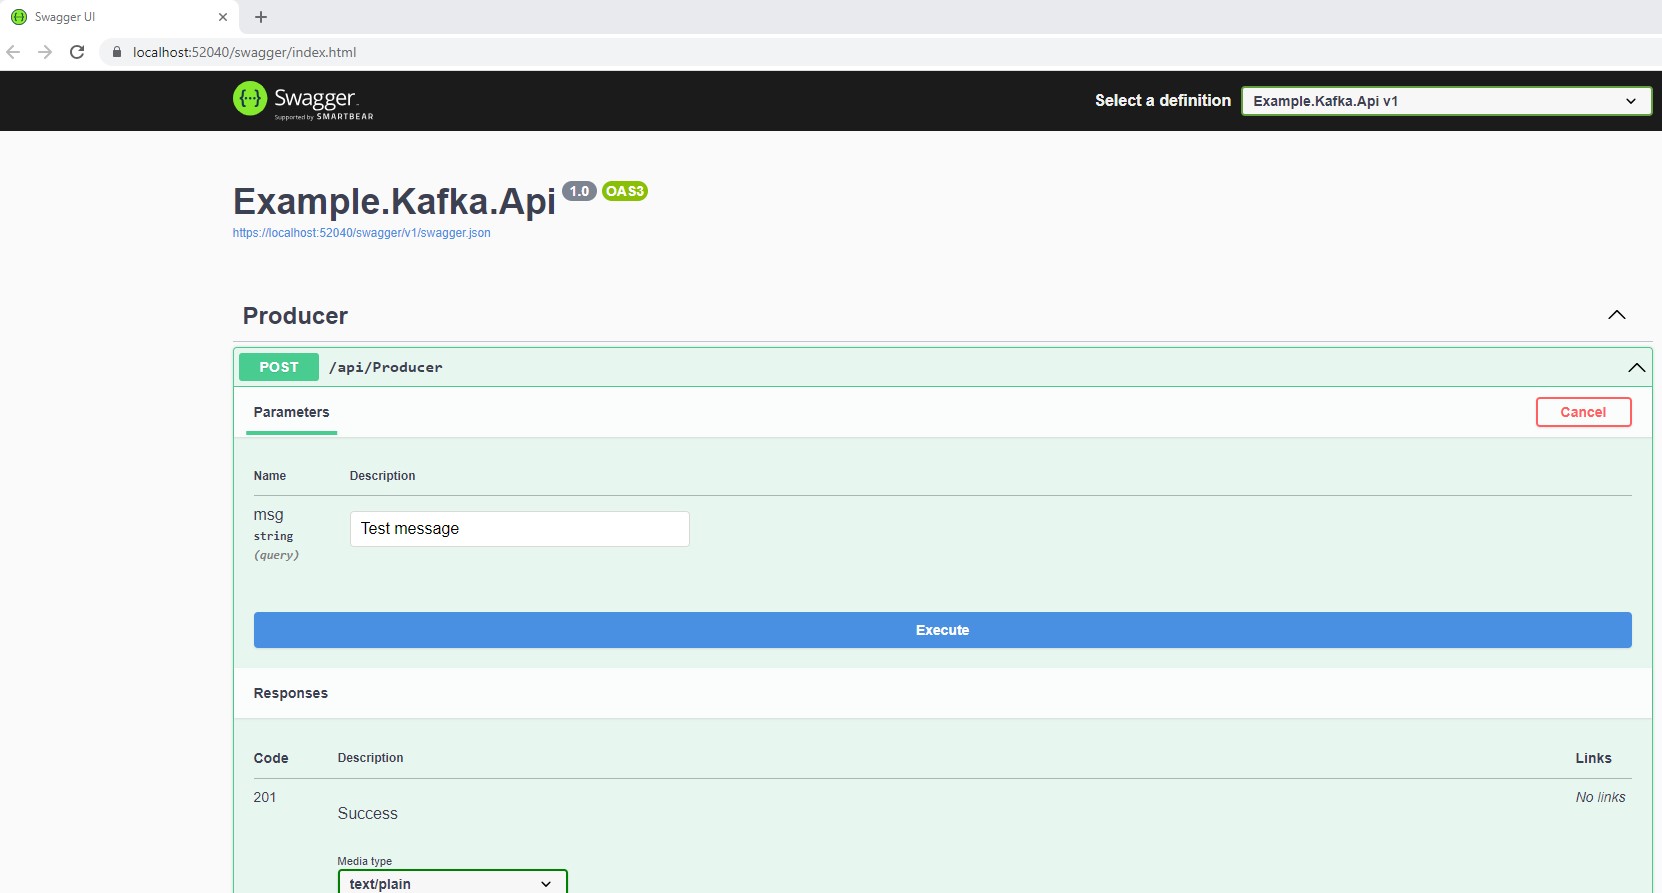 Swagger UI
localhost:52040/swagger/index.html
Swagger
Supported by SMARTBEAR
Select a definition
Example.Kafka.Api v1
Example.Kafka.Api 1.0 OAS3
https://localhost:52040/swagger/v1/swagger.json
Producer
POST /api/Producer
Parameters
Cancel
Name Description
msg
string
(query)
Test message
Execute
Responses
Code Description Links
201
Success
No links
Media type
text/plain